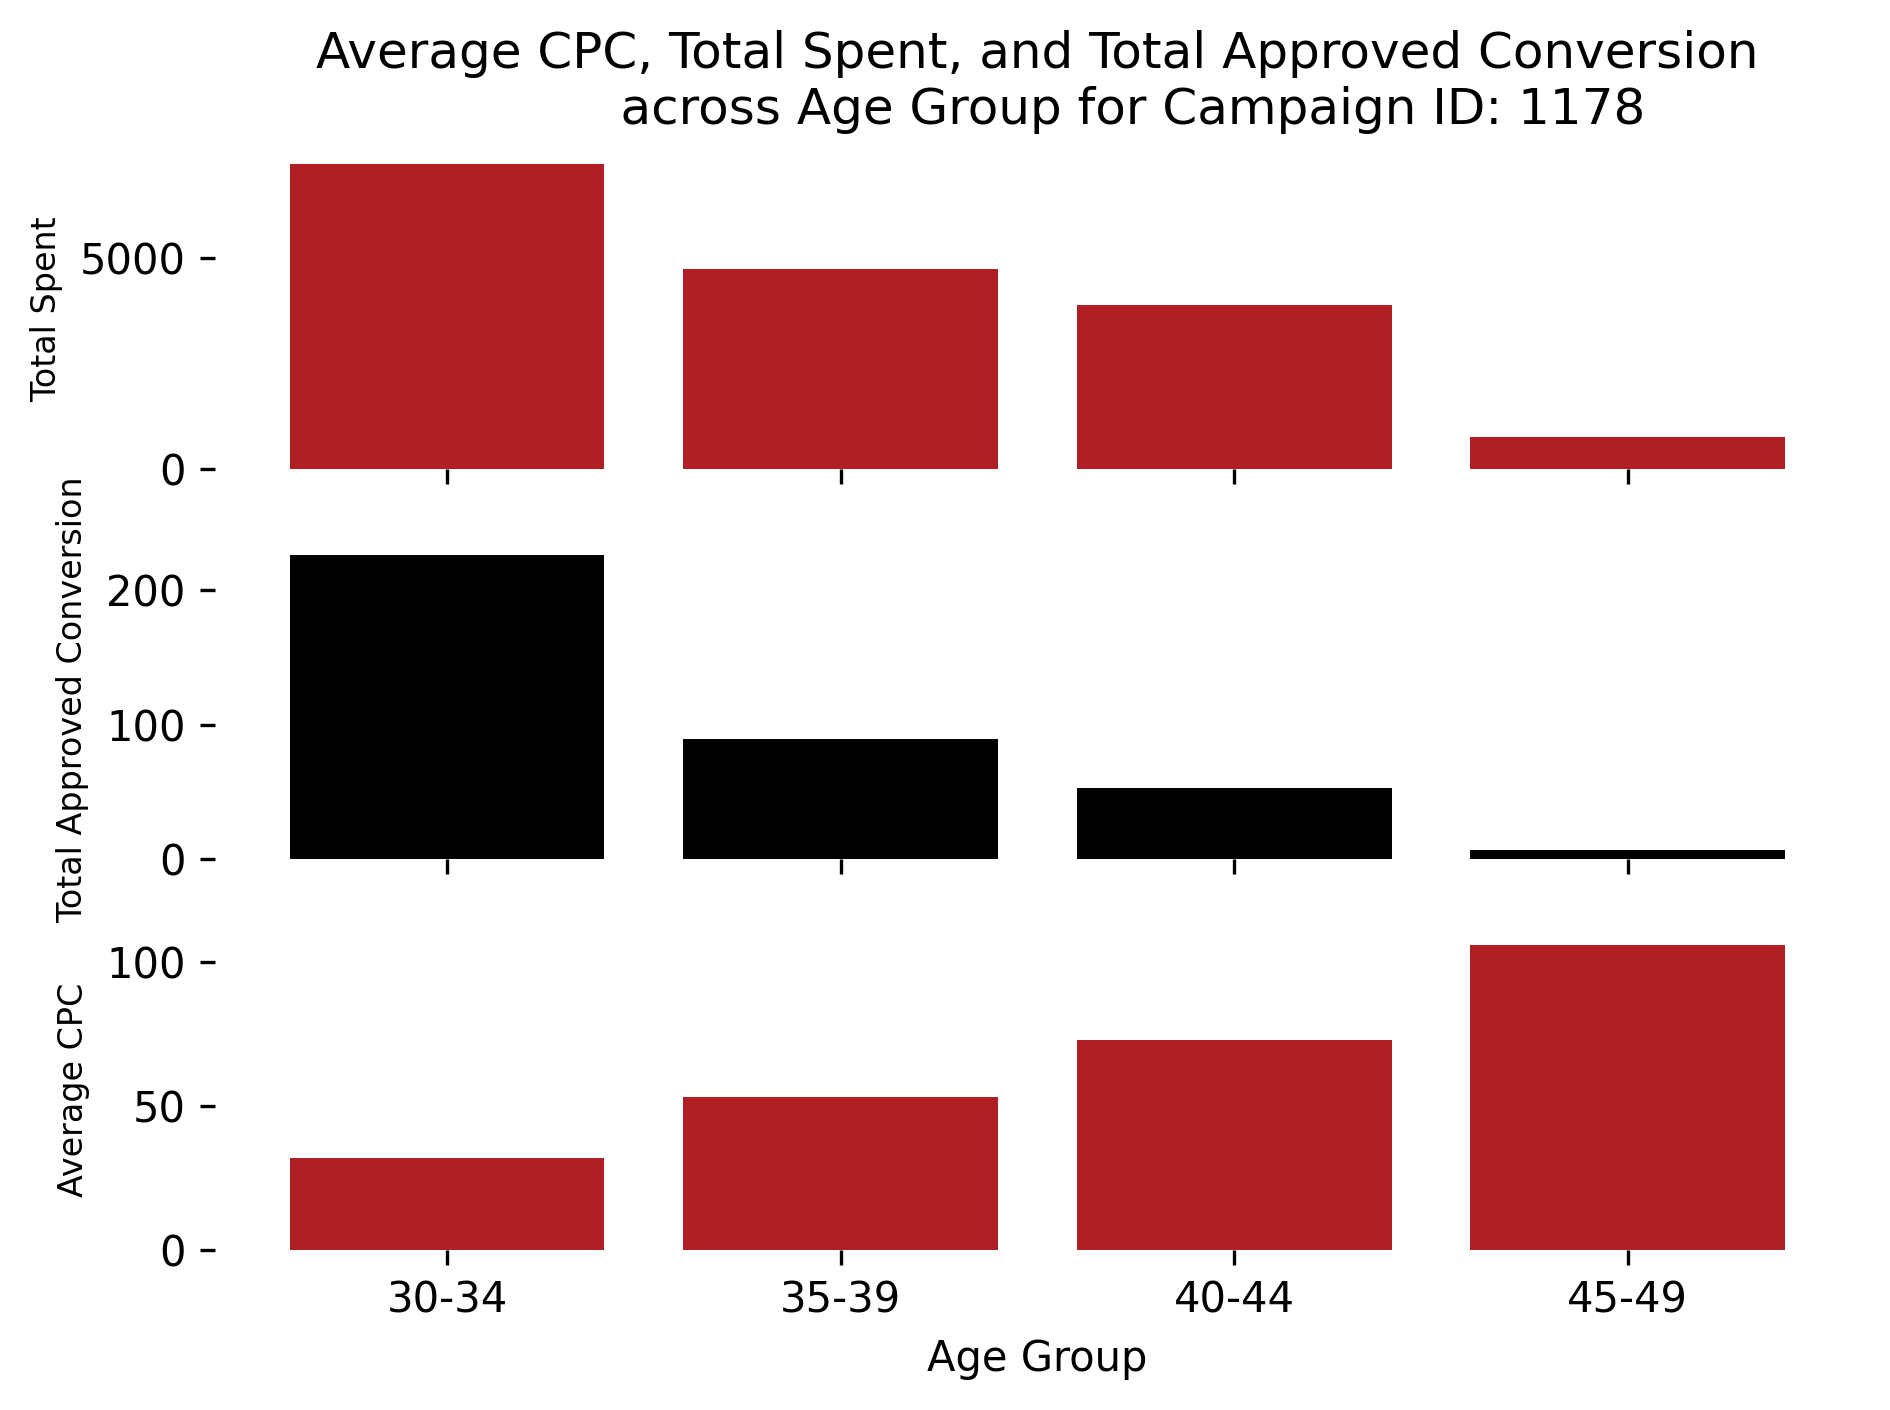 Average CPC, Total Spent, and Total Approved Conversion
across Age Group for Campaign ID: 1178
Total Spent
5000
0
Total Approved Conversion
200
100
0
Average CPC
100
50
0
30-34 35-39 40-44 45-49
Age Group